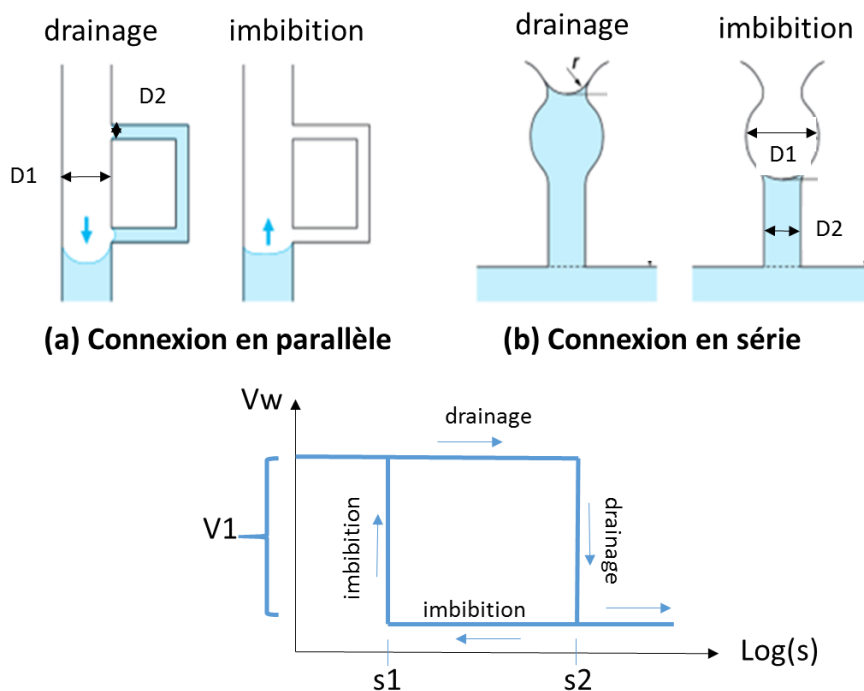 drainage
imbibition
D2
D1
(a) Connexion en parallèle
drainage
imbibition
r
D1
D2
(b) Connexion en série
Vw
drainage
V1
imbibition
drainage
imbibition
s1
s2
Log(s)